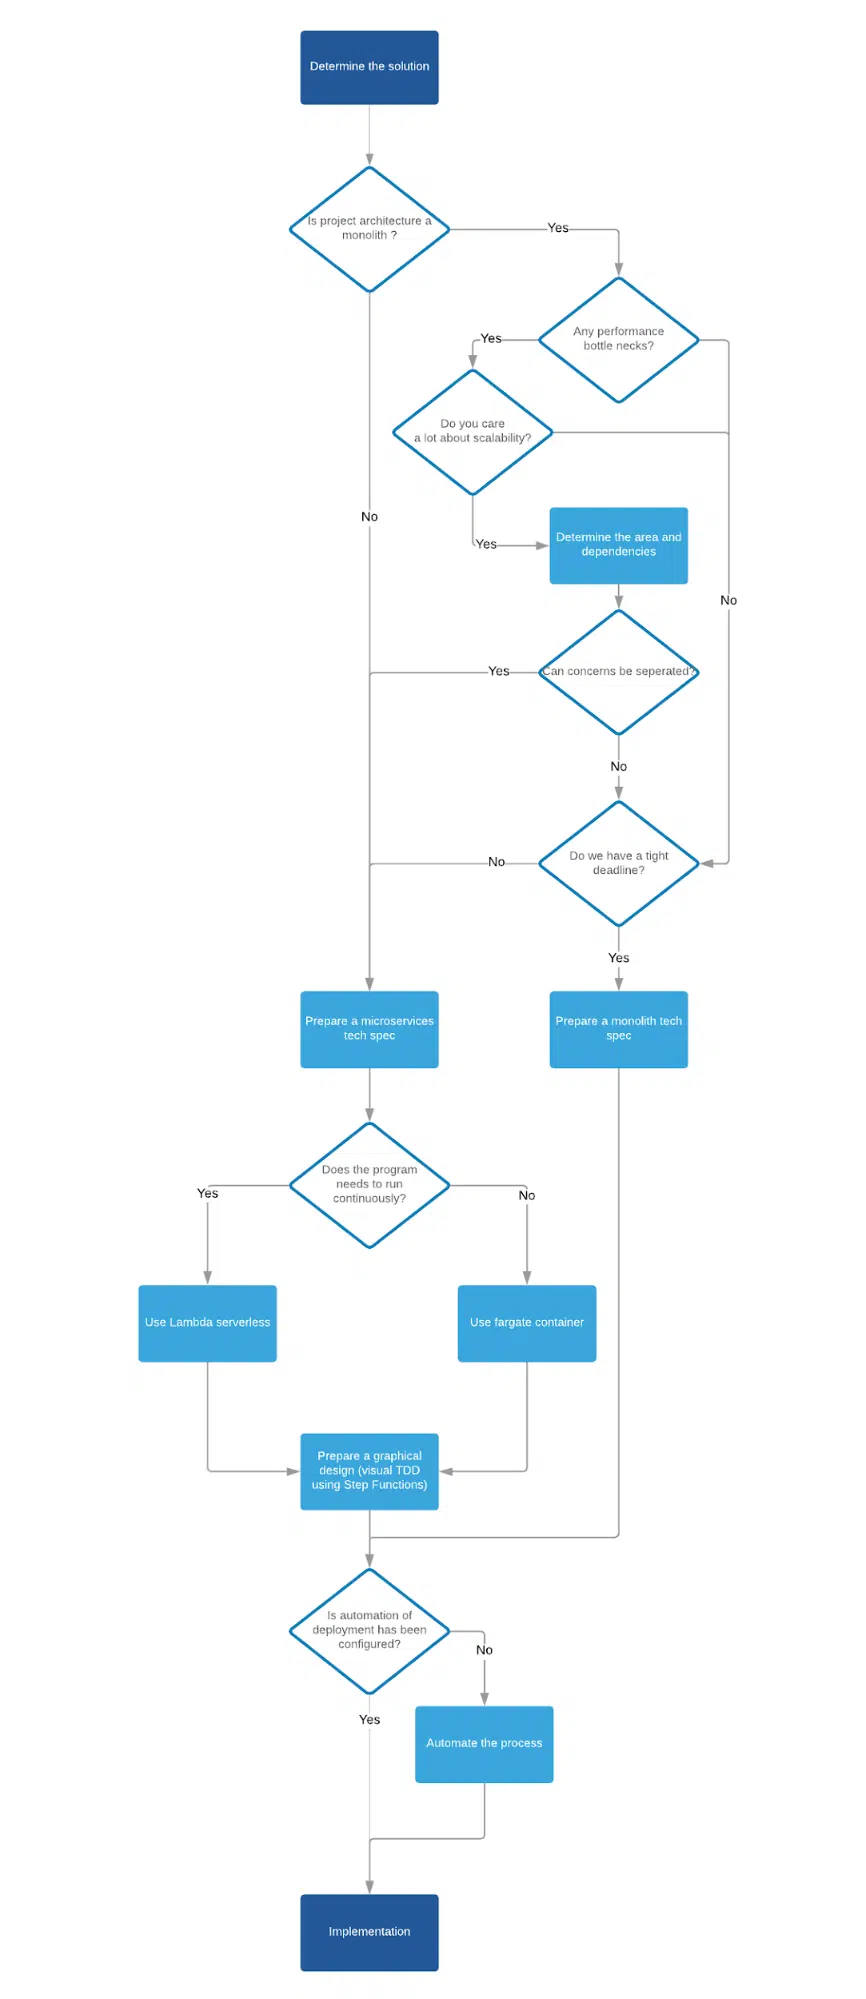 Determine the solution
Is project architecture a
monolith ?
Yes
Any performance
bottle necks?
Yes
Do you care
a lot about scalability?
No
Yes
Determine the area and
dependencies
No
Can concerns be seperated?
Yes
No
Do we have a tight
deadline?
No
Yes
Prepare a microservices
tech spec
Prepare a monolith tech
spec
Does the program
needs to run
continuously?
Yes
No
Use Lambda serverless
Use fargate container
Prepare a graphical
design (visual TDD
using Step Functions)
Is automation of
deployment has been
configured?
No
Yes
Automate the process
Implementation